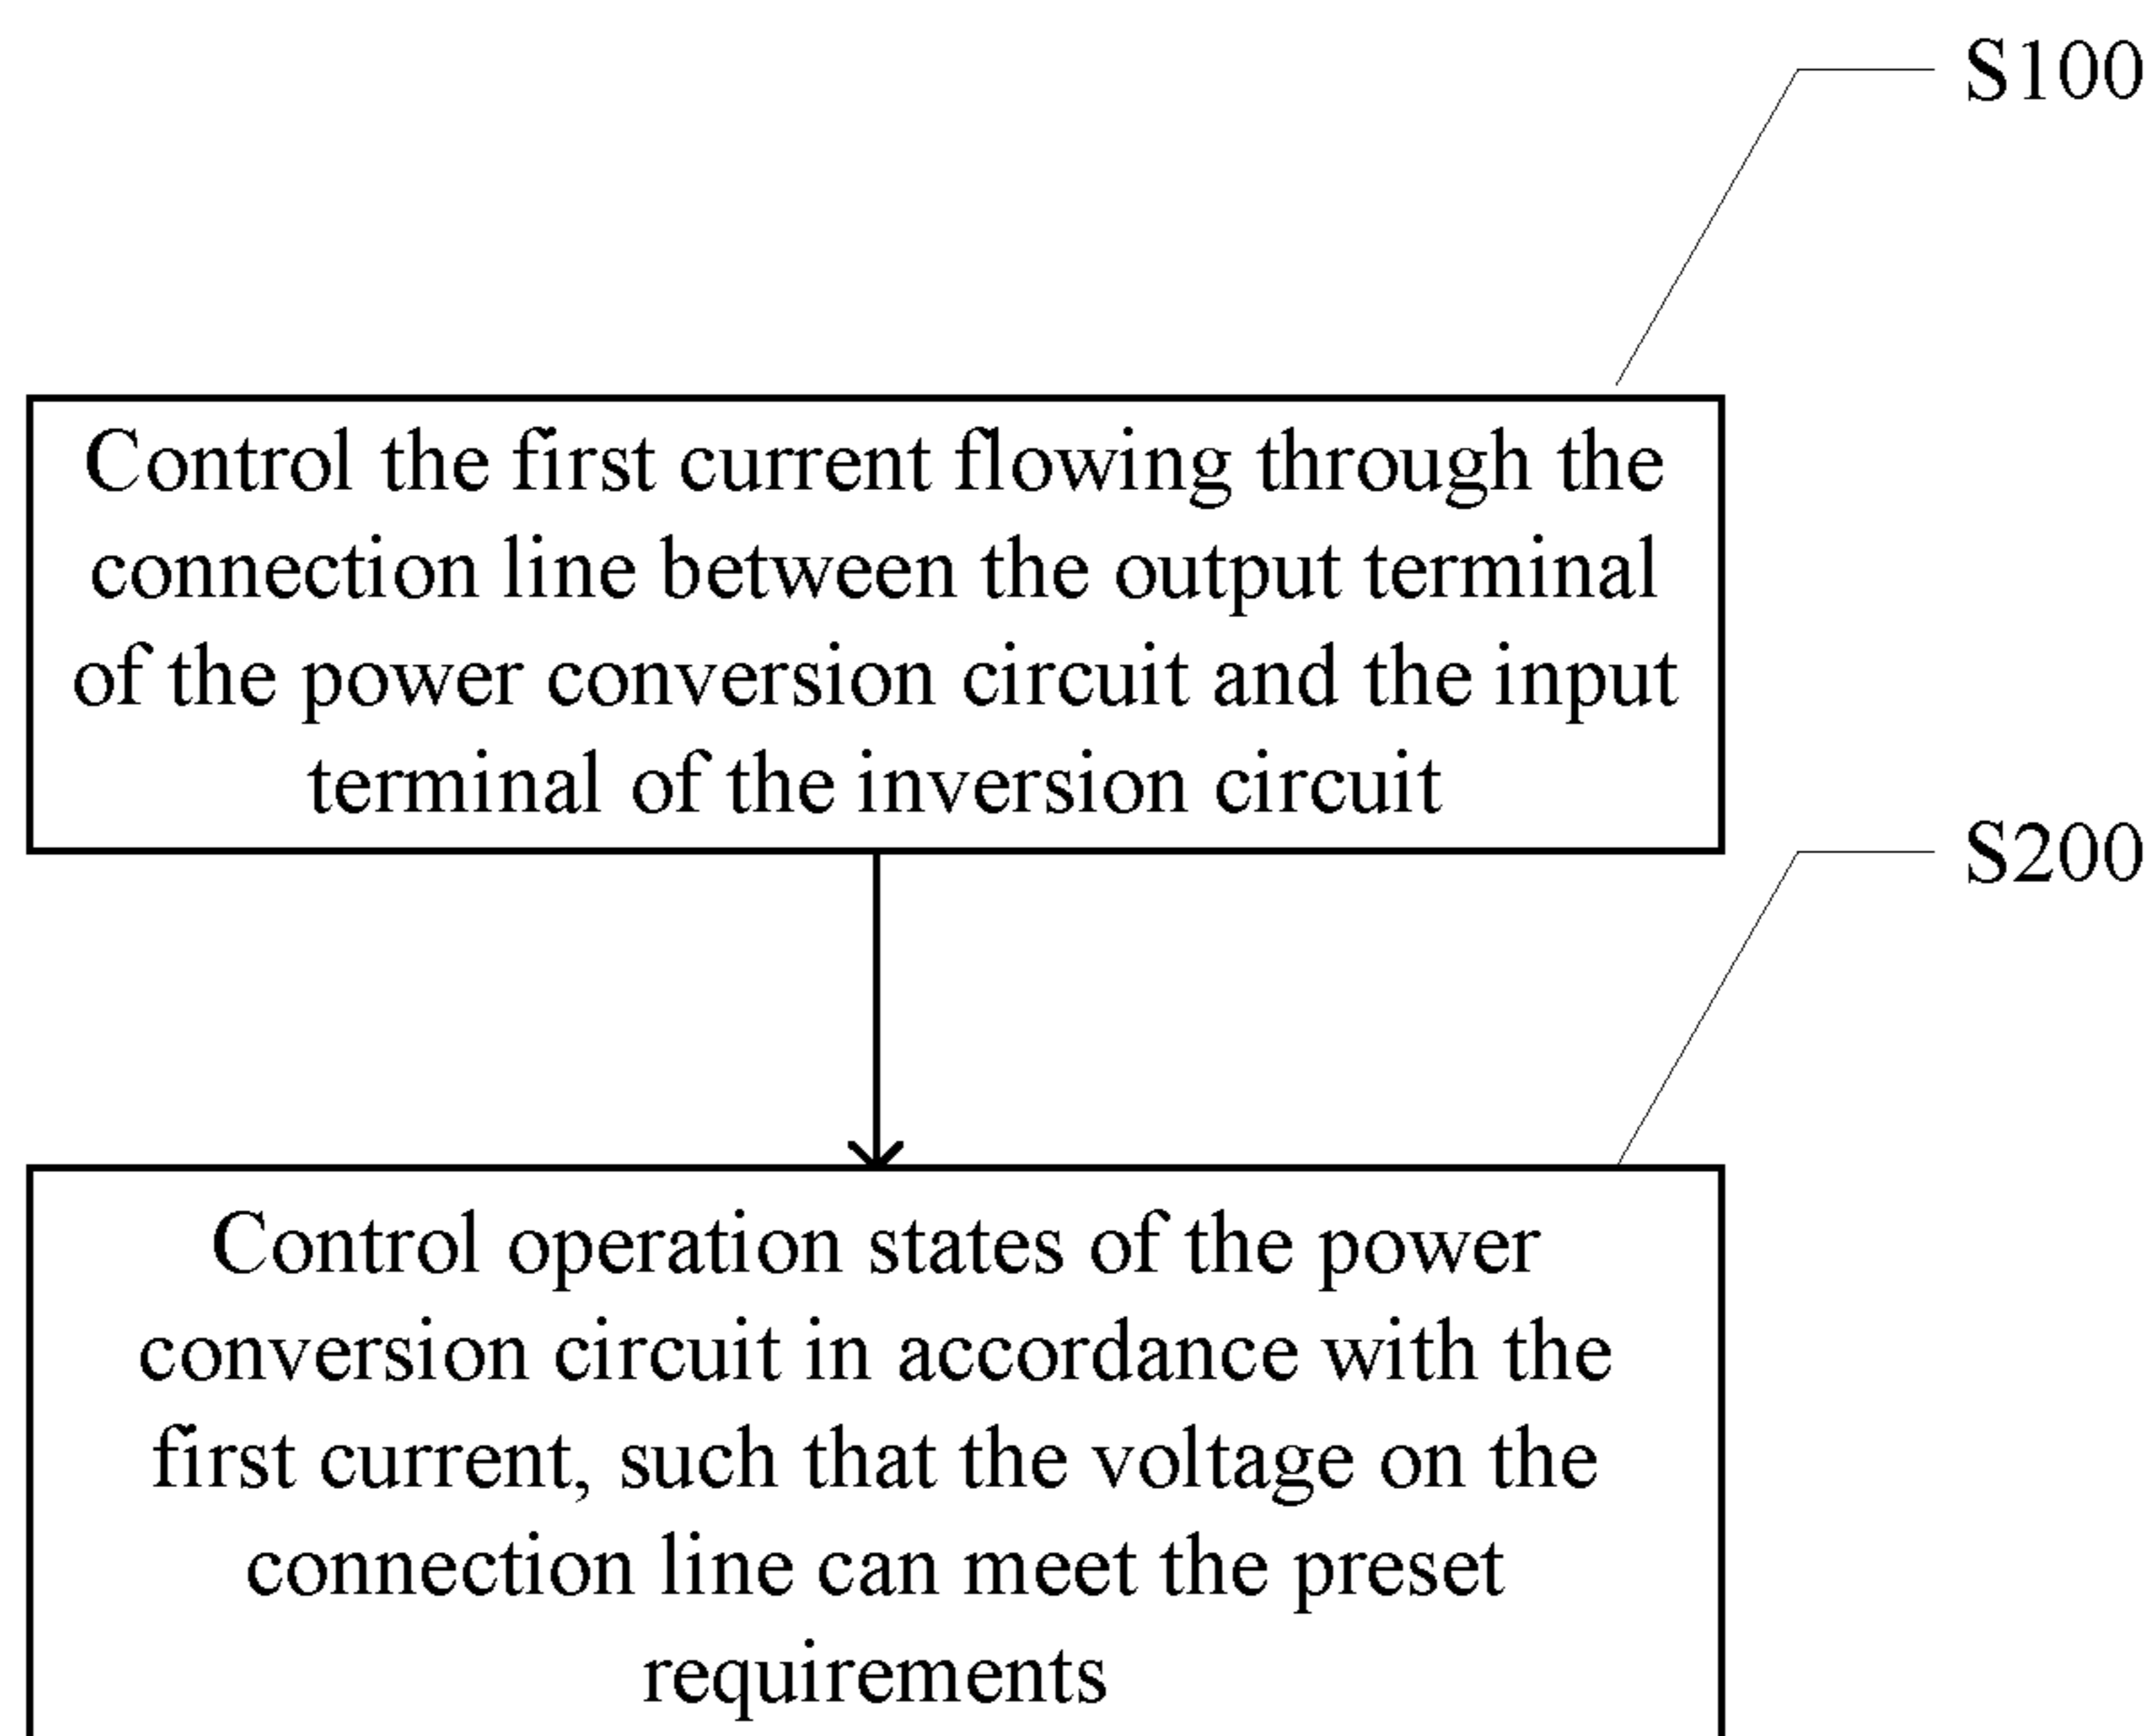 S100
Control the first current flowing through the
connection line between the output terminal
of the power conversion circuit and the input
terminal of the inversion circuit
S200
Control operation states of the power
conversion circuit in accordance with the
first current, such that the voltage on the
connection line can meet the preset
requirements